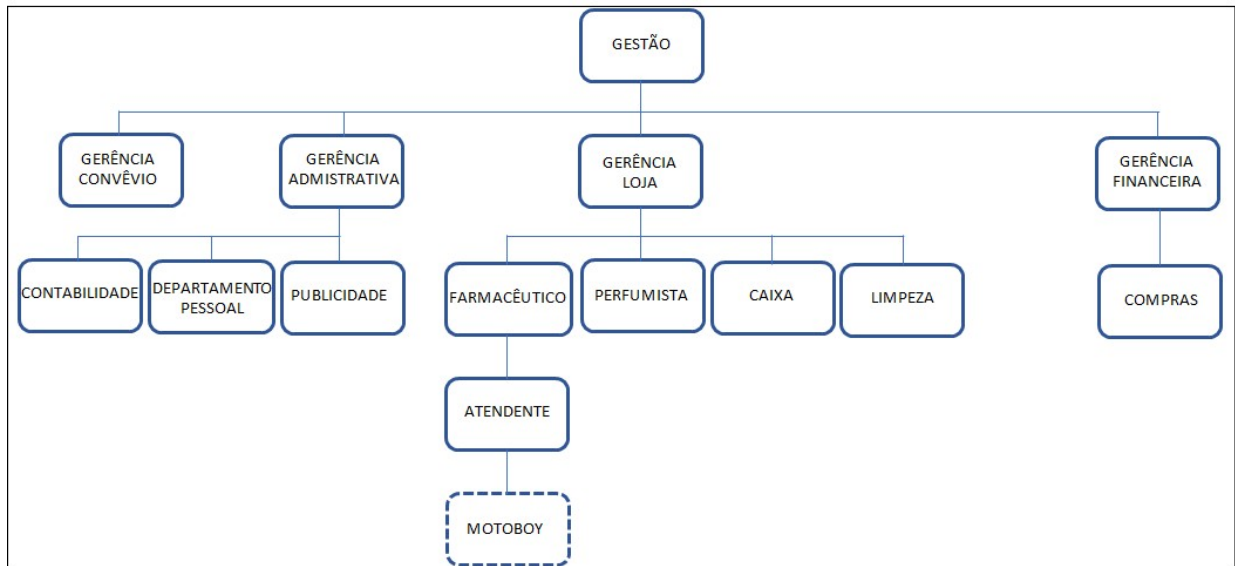 GESTÃO
GERÊNCIA
CONVÊVIO
GERÊNCIA
ADMISTRATIVA
GERÊNCIA
LOJA
GERÊNCIA
FINANCEIRA
CONTABILIDADE
DEPARTAMENTO
PESSOAL
PUBLICIDADE
FARMACÊUTICO
PERFUMISTA
CAIXA
LIMPEZA
COMPRAS
ATENDENTE
MOTOBOY